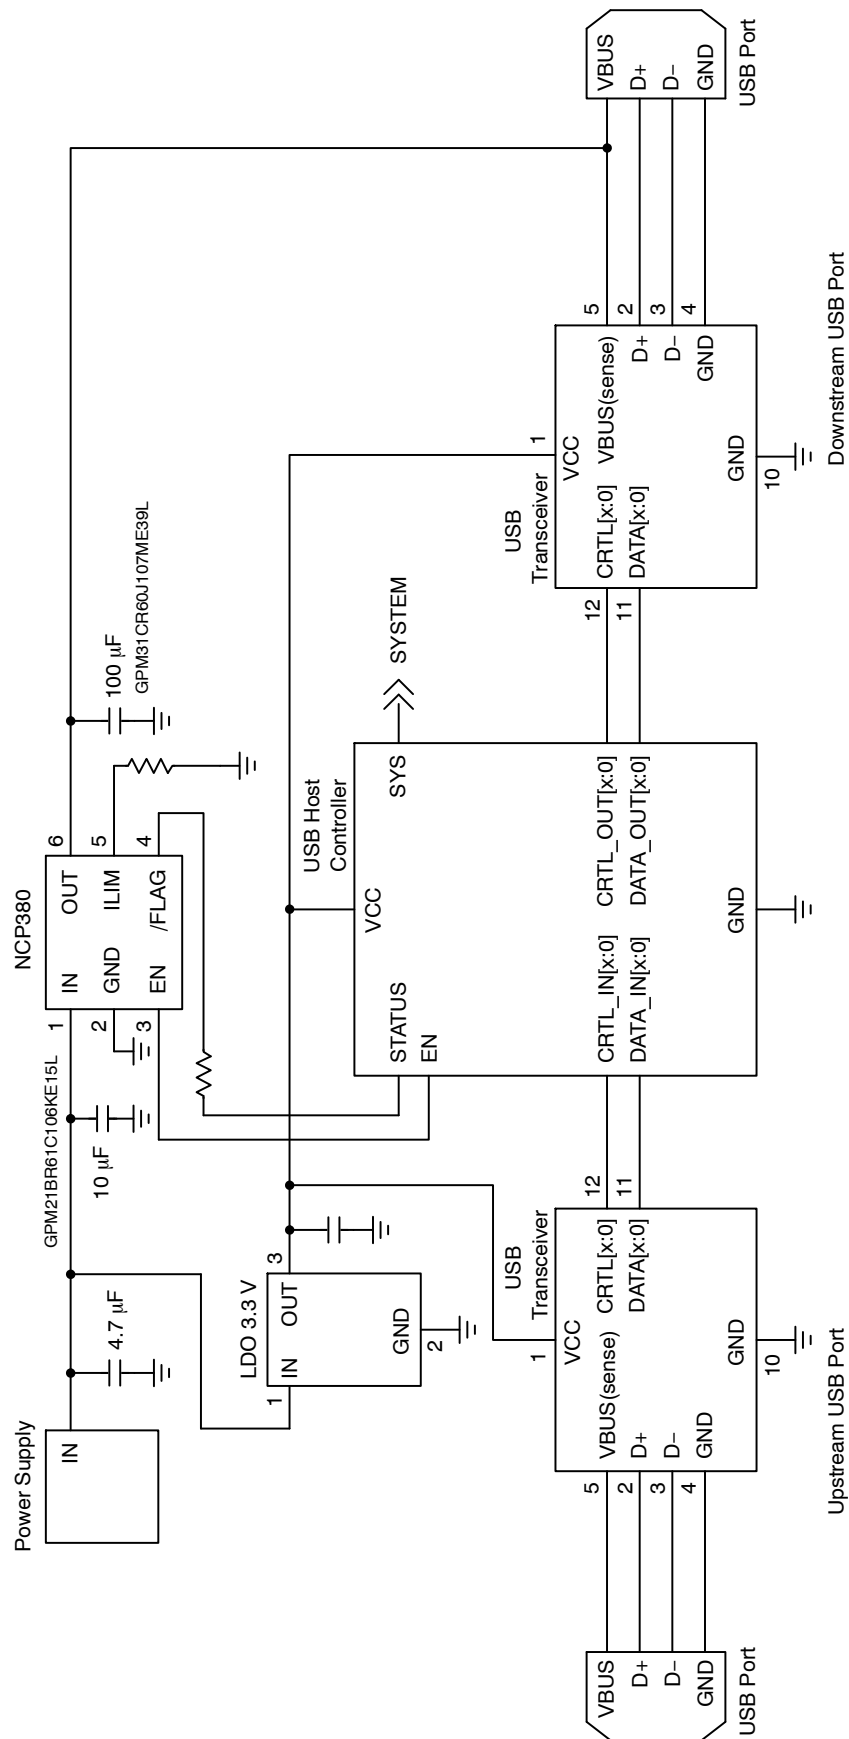 Power Supply
IN
4.7 µF
10 µF
GPM21BR61C106KE15L
NCP380
1
2
3
IN
GND
EN
OUT
ILIM
/FLAG
6
5
4
100 µF
GPM31CR60J107ME39L
LDO 3.3 V
1
IN
OUT
3
GND
2
USB Host
Controller
VCC
STATUS
EN
SYS
SYSTEM
CRTL_IN[x:0]
DATA_IN[x:0]
CRTL_OUT[x:0]
DATA_OUT[x:0]
GND
USB Port
VBUS
D+
D−
GND
5
2
3
4
USB
Transceiver
1
VCC
VBUS(sense)
D+
D−
GND
CRTL[x:0]
DATA[x:0]
12
11
GND
10
Upstream USB Port
USB
Transceiver
1
VCC
12
11
CRTL[x:0]
DATA[x:0]
VBUS(sense)
D+
D−
GND
5
2
3
4
GND
10
VBUS
D+
D−
GND
USB Port
Downstream USB Port